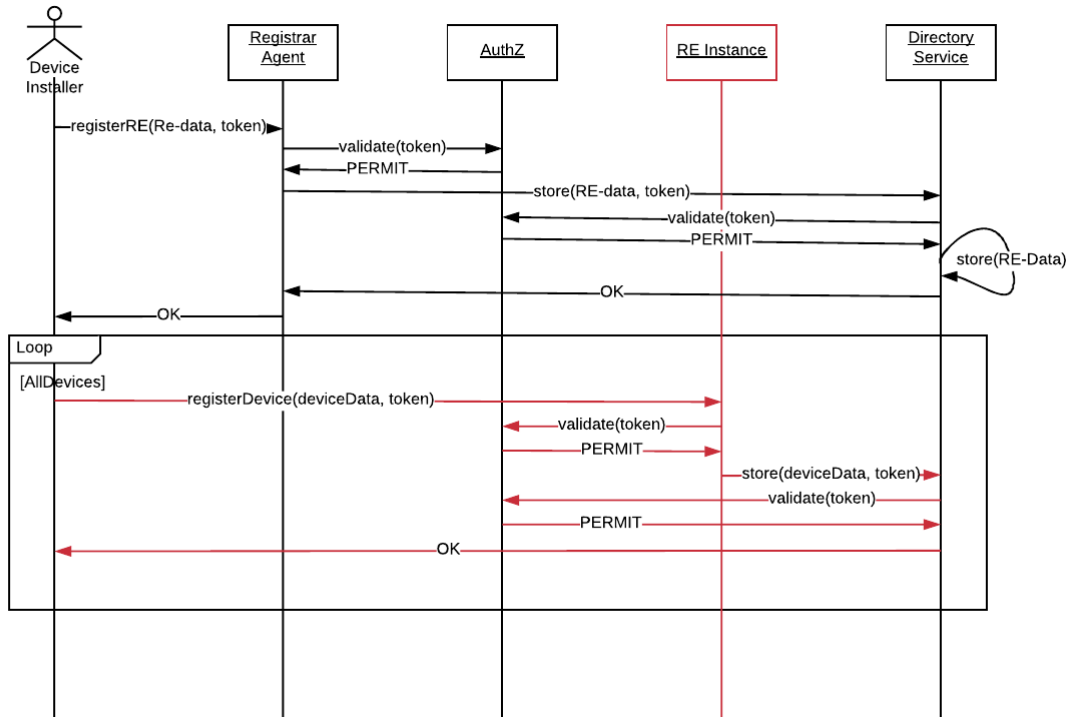 Device
Installer
Registrar
Agent
AuthZ
RE Instance
Directory
Service
registerRE(Re-data, token)
validate(token)
PERMIT
store(RE-data, token)
validate(token)
PERMIT
store(RE-Data)
OK
OK
Loop
[AllDevices]
registerDevice(deviceData, token)
validate(token)
PERMIT
store(deviceData, token)
validate(token)
PERMIT
OK